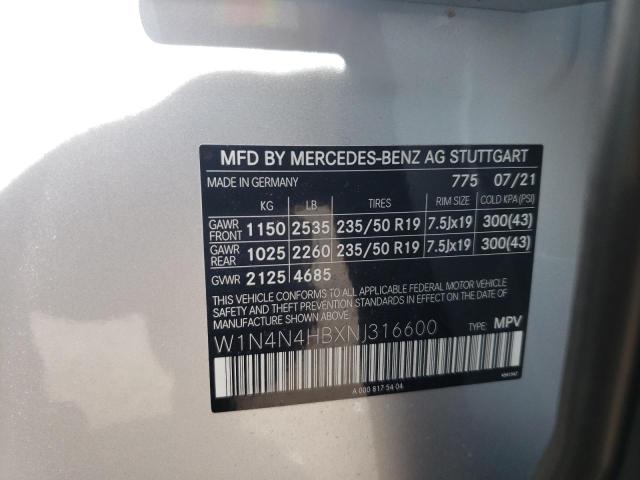 MFD BY MERCEDES-BENZ AG STUTTGART
MADE IN GERMANY 775 07/21
KG LB TIRES RIM SIZE COLD KPA (PSI)
GAWR FRONT 1150 2535 235/50 R19 7.5Jx19 300(43)
GAWR REAR 1025 2260 235/50 R19 7.5Jx19 300(43)
GVWR 2125 4685
THIS VEHICLE CONFORMS TO ALL APPLICABLE FEDERAL MOTOR VEHICLE
SAFETY AND THEFT PREVENTION STANDARDS IN EFFECT ON THE DATE OF
MANUFACTURE SHOWN ABOVE.
W1N4N4HBXNJ316600 TYPE: MPV
A 000 817 54 04